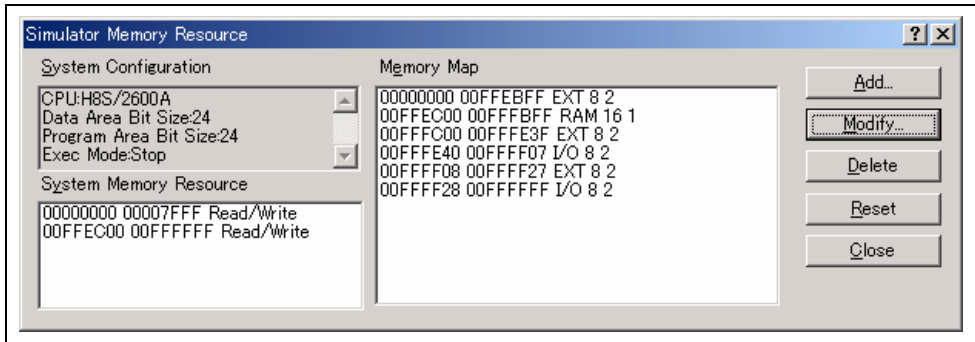 Simulator Memory Resource
System Configuration
CPU:H8S/2600A
Data Area Bit Size:24
Program Area Bit Size:24
Exec Mode:Stop
System Memory Resource
00000000 00007FFF Read/Write
00FFEC00 00FFFFFF Read/Write
Memory Map
00000000 00FFEBFF EXT 8 2
00FFEC00 00FFFBFF RAM 16 1
00FFFC00 00FFFE3F EXT 8 2
00FFFE40 00FFFF07 I/O 8 2
00FFFF08 00FFFF27 EXT 8 2
00FFFF28 00FFFFFF I/O 8 2
Add...
Modify...
Delete
Reset
Close